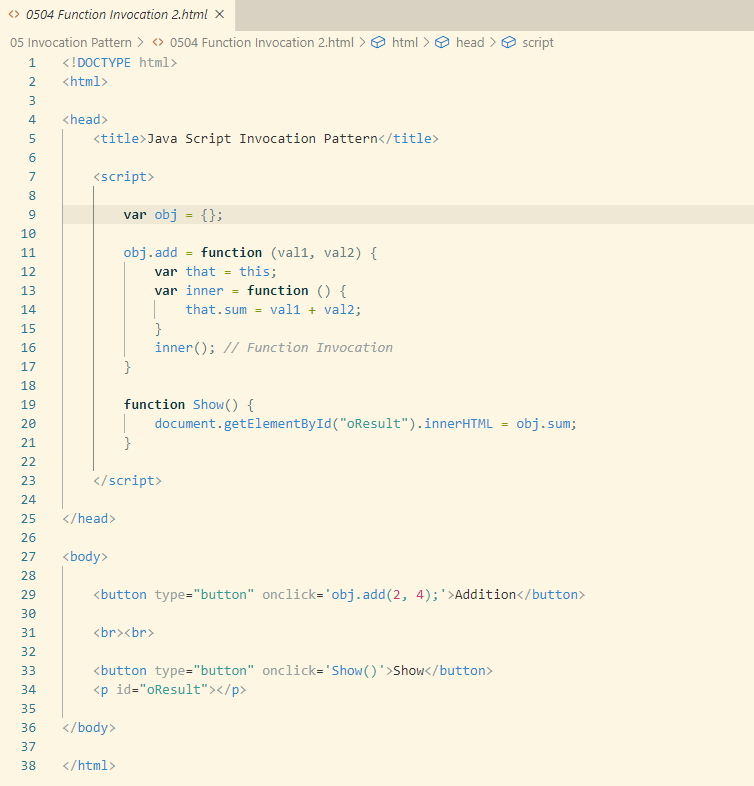 0504 Function Invocation 2.html ×
05 Invocation Pattern > 0504 Function Invocation 2.html > html > head > script
1 <!DOCTYPE html>
2 <html>
3
4 <head>
5 <title>Java Script Invocation Pattern</title>
6
7 <script>
8
9 var obj = {};
10
11 obj.add = function (val1, val2) {
12 var that = this;
13 var inner = function () {
14 that.sum = val1 + val2;
15 }
16 inner(); // Function Invocation
17 }
18
19 function Show() {
20 document.getElementById("oResult").innerHTML = obj.sum;
21 }
22
23 </script>
24
25 </head>
26
27 <body>
28
29 <button type="button" onclick='obj.add(2, 4);'>Addition</button>
30
31 <br><br>
32
33 <button type="button" onclick='Show()'>Show</button>
34 <p id="oResult"></p>
35
36 </body>
37
38 </html>